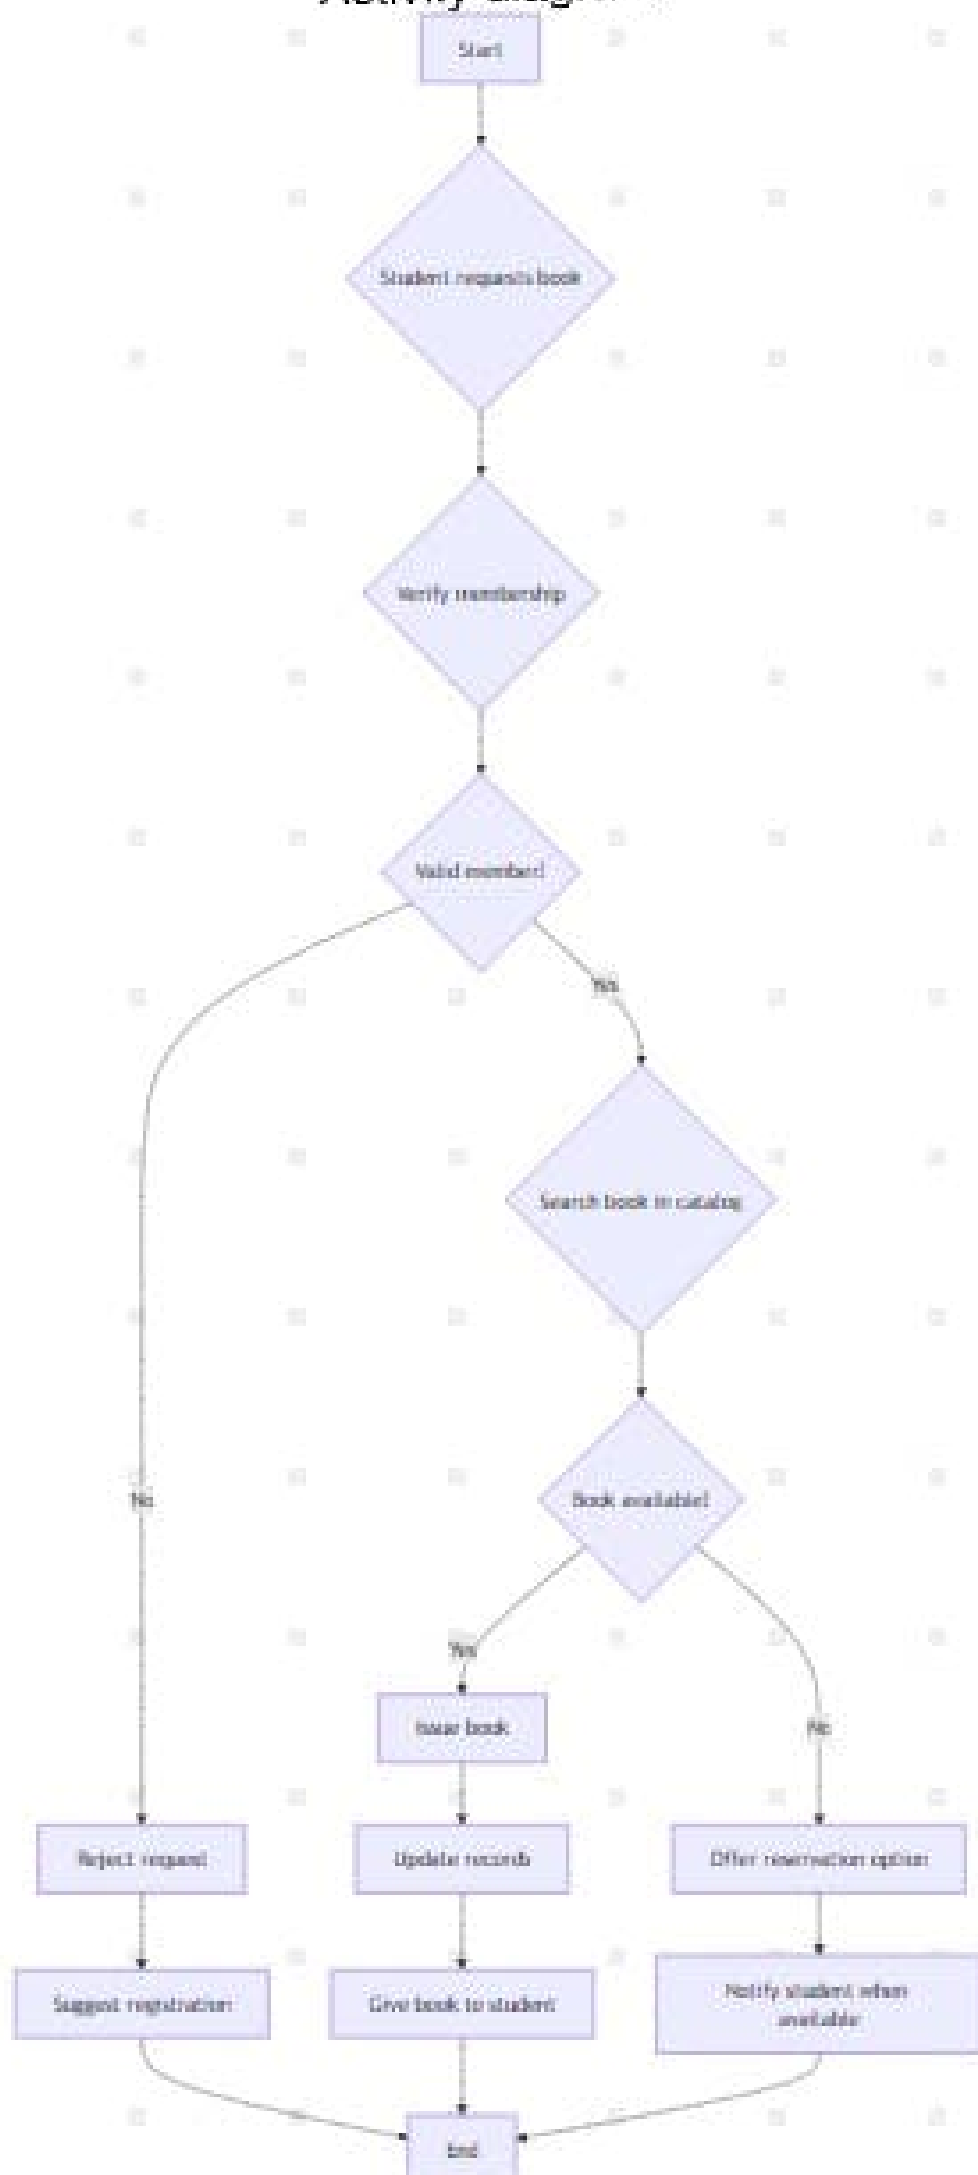 Activity diagram
Start
Student requests book
Verify membership
Valid member?
Yes
Search book in catalog
No
Book available?
Yes
Issue book
No
Reject request
Update records
Offer reservation option
Suggest registration
Give book to student
Notify student when
available
End